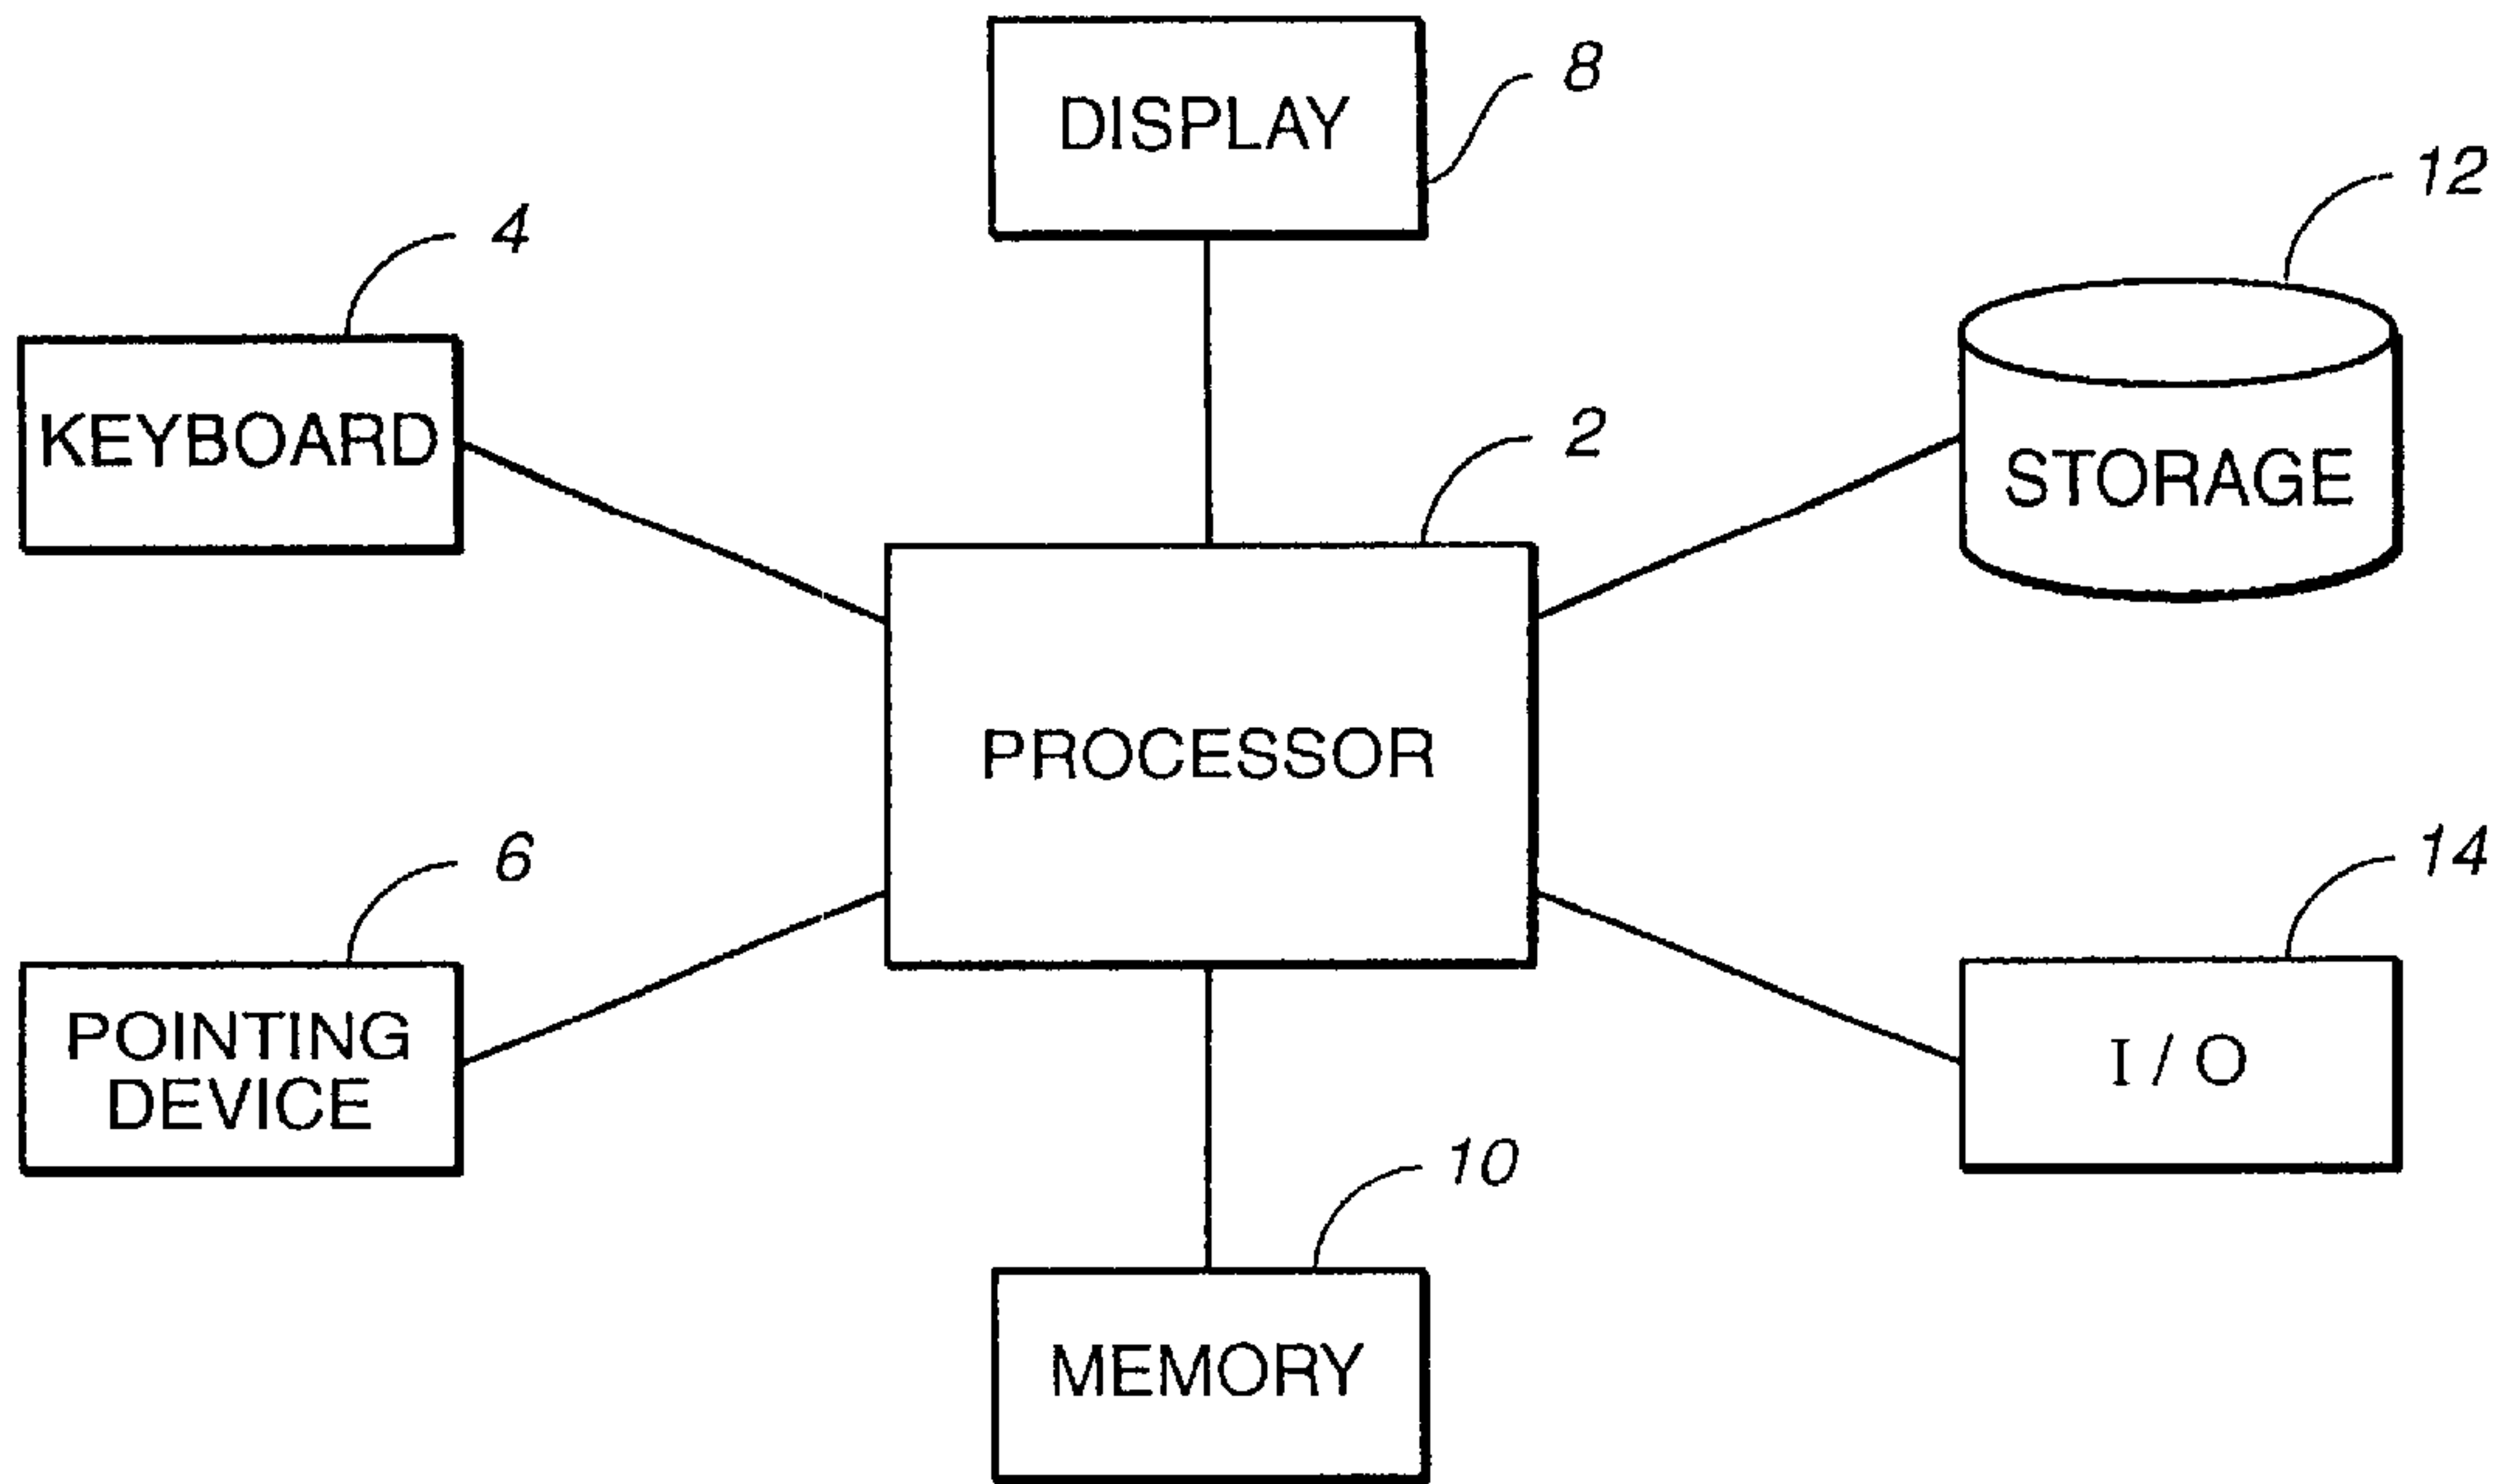 DISPLAY
8
12
4
KEYBOARD
2
STORAGE
PROCESSOR
6
14
POINTING
DEVICE
I / O
10
MEMORY